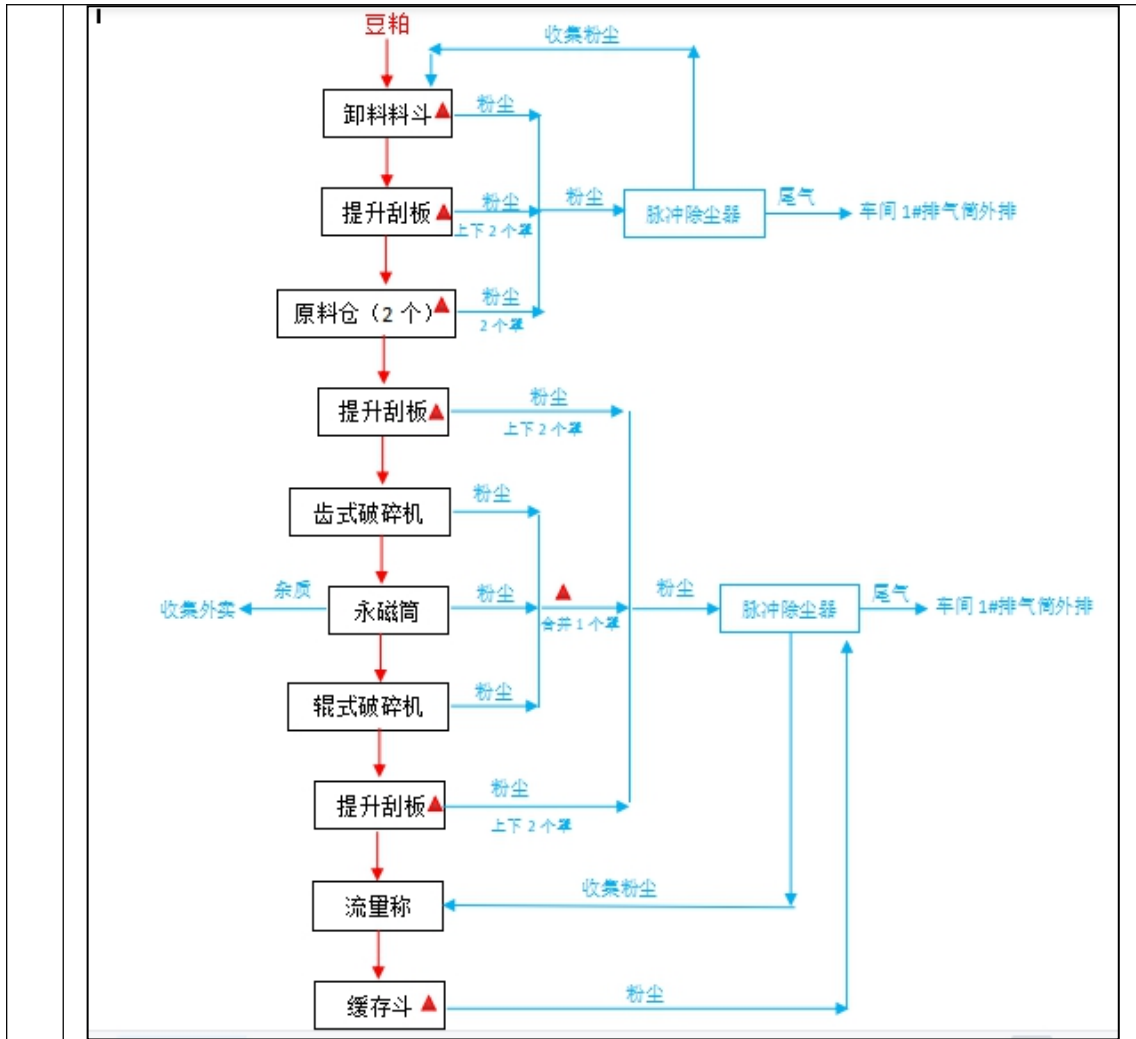 豆粕
收集粉尘
卸料料斗
粉尘
提升刮板
粉尘
上下 2 个罩
粉尘
脉冲除尘器
尾气
车间 1#排气筒外排
原料仓（2 个）
粉尘
2 个罩
提升刮板
粉尘
上下 2 个罩
齿式破碎机
粉尘
收集外卖
杂质
永磁筒
粉尘
合并 1 个罩
粉尘
脉冲除尘器
尾气
车间 1#排气筒外排
辊式破碎机
粉尘
提升刮板
粉尘
上下 2 个罩
流量称
收集粉尘
缓存斗
粉尘